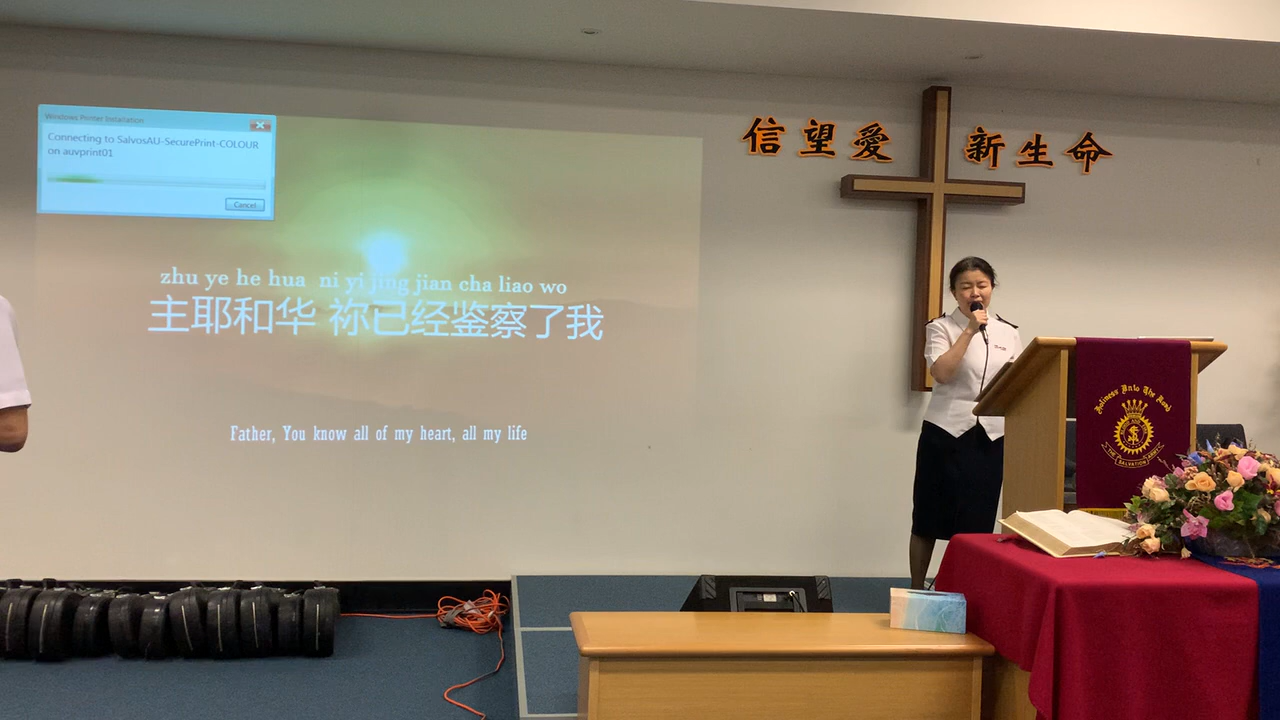 Windows Printer Installation
Connecting to SalvosAU-SecurePrint-COLOUR
on auvprint01
Cancel
zhu ye he hua ni yi jing jian cha liao wo
主耶和华 祢已经鉴察了我
Father, You know all of my heart, all my life
信望愛 新生命
Holiness Unto The Lord
THE SALVATION ARMY